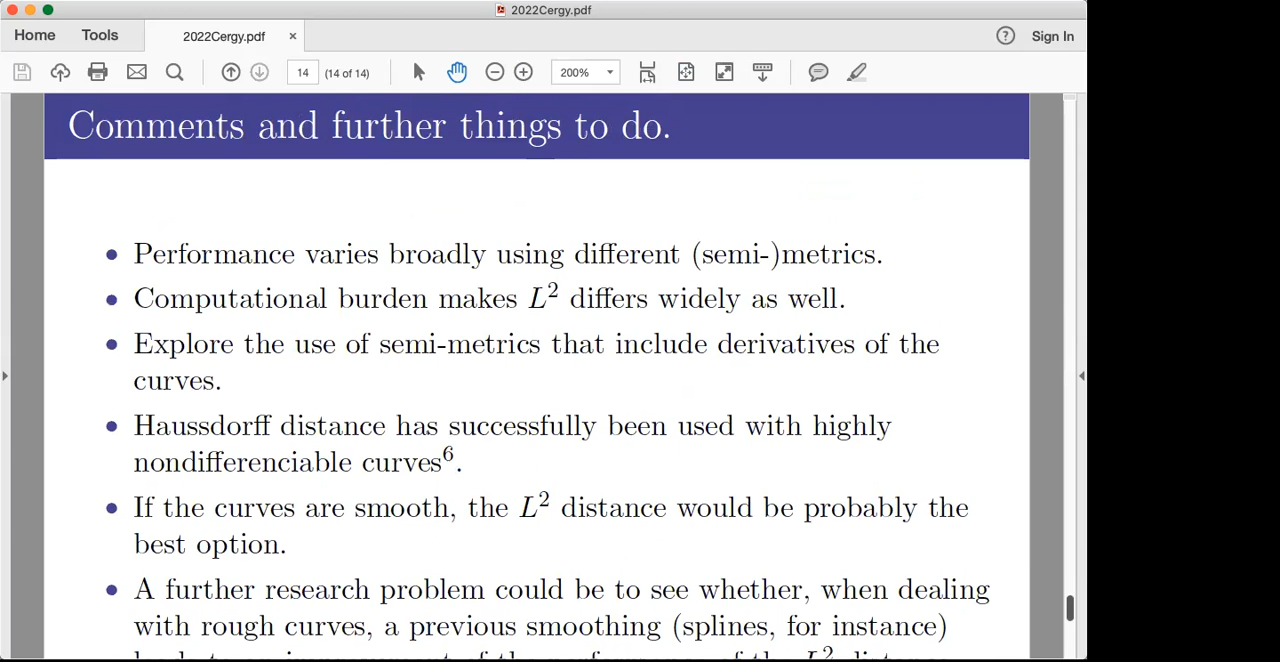 2022Cergy.pdf
Home Tools 2022Cergy.pdf × ? Sign In
14 (14 of 14) 200%
Comments and further things to do.
• Performance varies broadly using different (semi-)metrics.
• Computational burden makes L² differs widely as well.
• Explore the use of semi-metrics that include derivatives of the
curves.
• Haussdorff distance has successfully been used with highly
nondifferenciable curves⁶.
• If the curves are smooth, the L² distance would be probably the
best option.
• A further research problem could be to see whether, when dealing
with rough curves, a previous smoothing (splines, for instance)